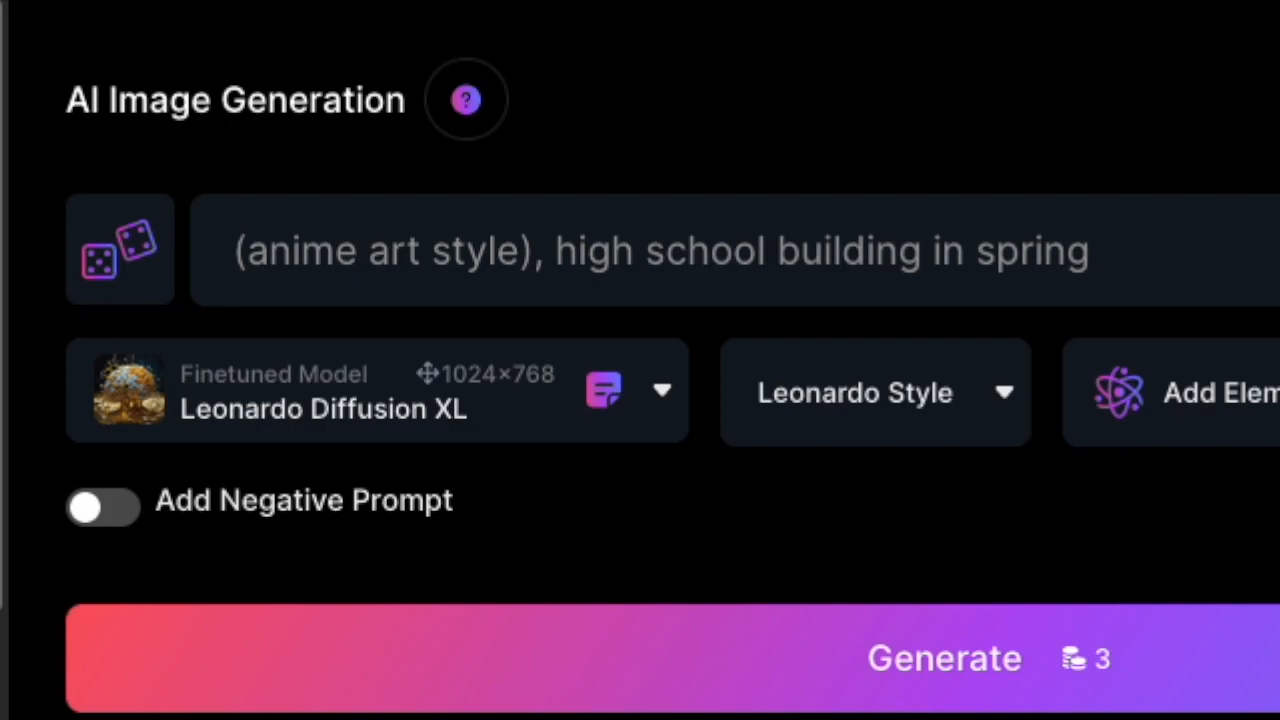 AI Image Generation ?
(anime art style), high school building in spring
Finetuned Model 1024×768
Leonardo Diffusion XL
Leonardo Style
Add Elem
Add Negative Prompt
Generate 3